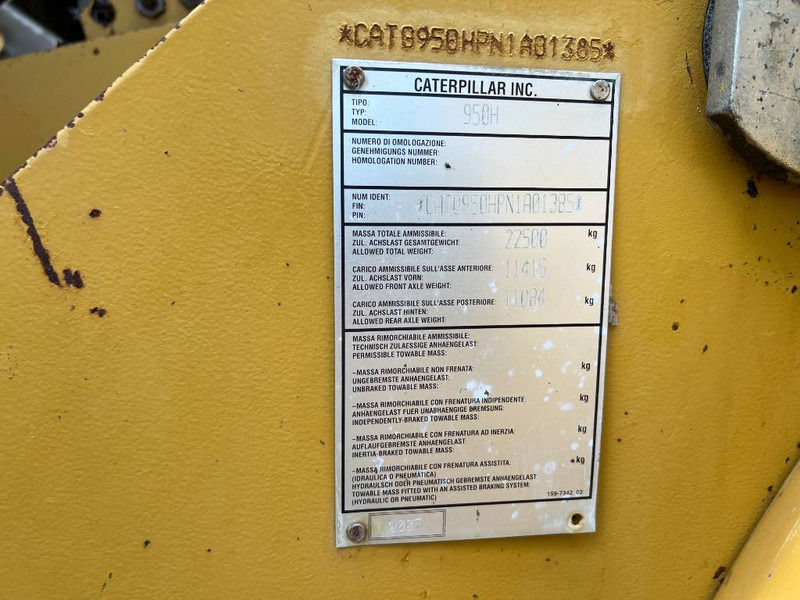 *CAT0950HPN1A01385*
CATERPILLAR INC.
TIPO:
TYP:
MODEL: 950H
NUMERO DI OMOLOGAZIONE:
GENEHMIGUNGS NUMMER:
HOMOLOGATION NUMBER:
NUM IDENT:
FIN: *CAT0950HPN1A01385*
PIN:
MASSA TOTALE AMMISSIBILE: 22500 kg
ZUL. ACHSLAST GESAMTGEWICHT:
ALLOWED TOTAL WEIGHT:
CARICO AMMISSIBILE SULL'ASSE ANTERIORE: kg
ZUL. ACHSLAST VORN:
ALLOWED FRONT AXLE WEIGHT:
CARICO AMMISSIBILE SULL'ASSE POSTERIORE: kg
ZUL. ACHSLAST HINTEN:
ALLOWED REAR AXLE WEIGHT:
MASSA RIMORCHIABILE AMMISSIBILE:
TECHNISCH ZULAESSIGE ANHAENGELAST:
PERMISSIBLE TOWABLE MASS:
–MASSA RIMORCHIABILE NON FRENATA: kg
UNGEBREMSTE ANHAENGELAST:
UNBRAKED TOWABLE MASS:
–MASSA RIMORCHIABILE CON FRENATURA INDIPENDENTE: kg
ANHAENGELAST FUER UNABHAENGIGE BREMSUNG:
INDEPENDENTLY-BRAKED TOWABLE MASS:
–MASSA RIMORCHIABILE CON FRENATURA AD INERZIA: kg
AUFLAUFGEBREMSTE ANHAENGELAST:
INERTIA-BRAKED TOWABLE MASS:
–MASSA RIMORCHIABILE CON FRENATURA ASSISTITA: kg
(IDRAULICA O PNEUMATICA)
HYDRAULSCH ODER PNEUMATISCH GEBREMSTE ANHAENGELAST
TOWABLE MASS FITTED WITH AN ASSISTED BRAKING SYSTEM:
(HYDRAULIC OR PNEUMATIC) 159-7342 02